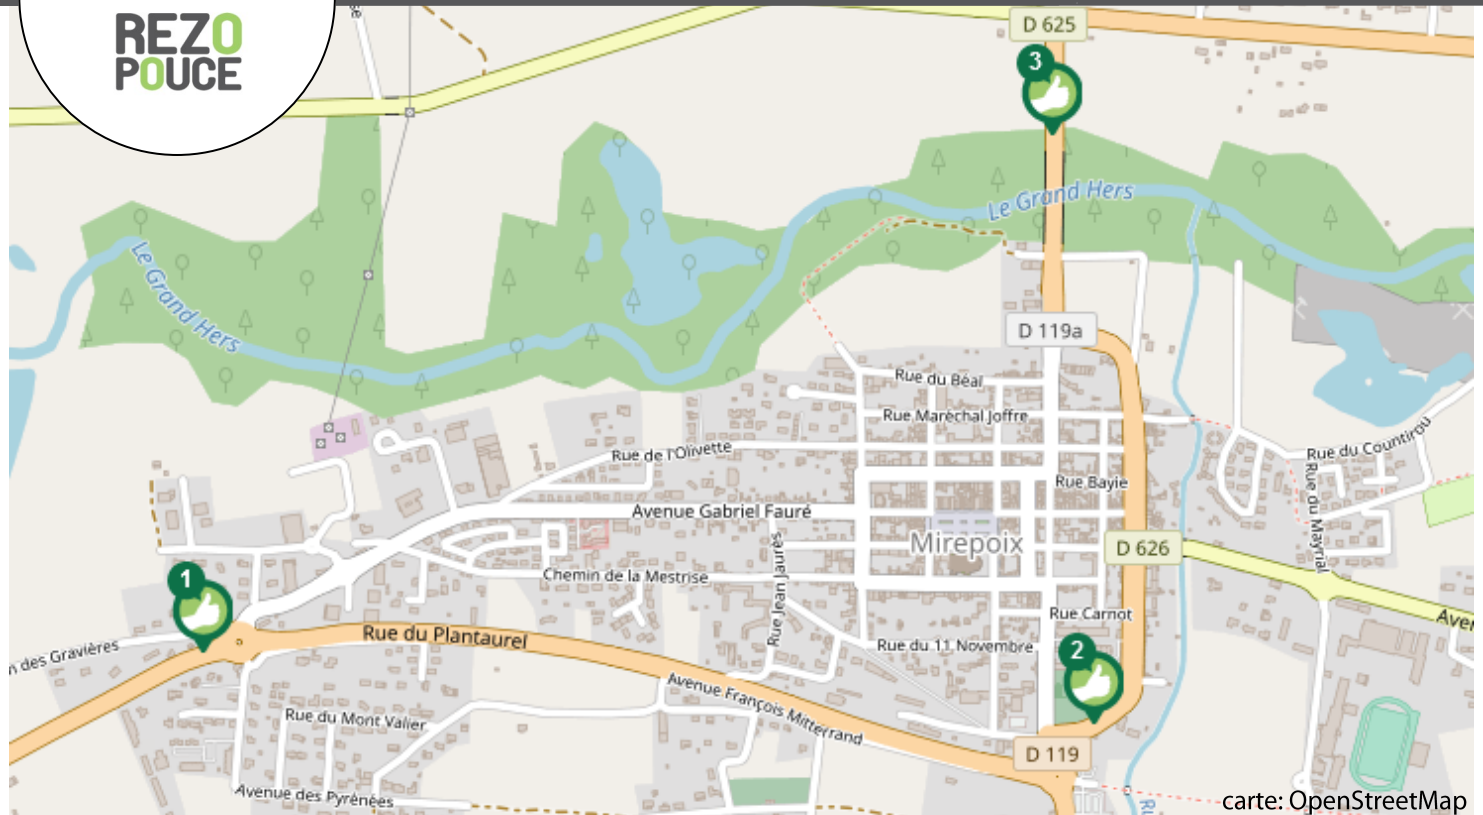 REZO
POUCE
se
D 625
3
Le Grand Hers
Le Grand Hers
D 119a
Rue du Béal
Rue Maréchal Joffre
Rue du Countirou
Rue de l'Olivette
Rue Bayle
Rue du Mayrial
Avenue Gabriel Fauré
Mirepoix
D 626
1
Chemin de la Mestrise
Rue Jean Jaurès
Rue Carnot
Aven
Rue du Plantaurel
n des Gravières
Rue du 11 Novembre
2
Avenue François Mitterrand
Rue du Mont Valier
D 119
Avenue des Pyrénées
Ru
carte: OpenStreetMap